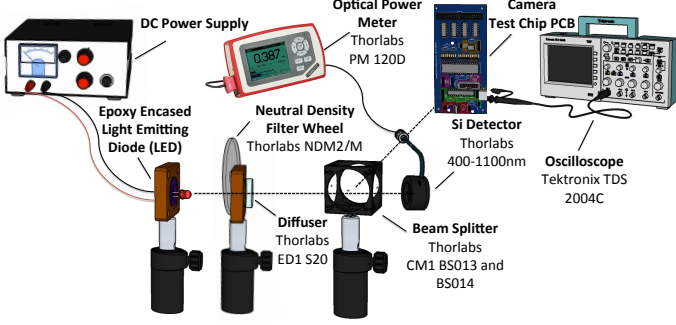 DC Power Supply
Optical Power
Meter
Thorlabs
PM 120D
0.387
Camera
Test Chip PCB
Tektronix
Epoxy Encased
Light Emitting
Diode (LED)
Neutral Density
Filter Wheel
Thorlabs NDM2/M
Si Detector
Thorlabs
400-1100nm
Oscilloscope
Tektronix TDS
2004C
Diffuser
Thorlabs
ED1 S20
Beam Splitter
Thorlabs
CM1 BS013 and
BS014